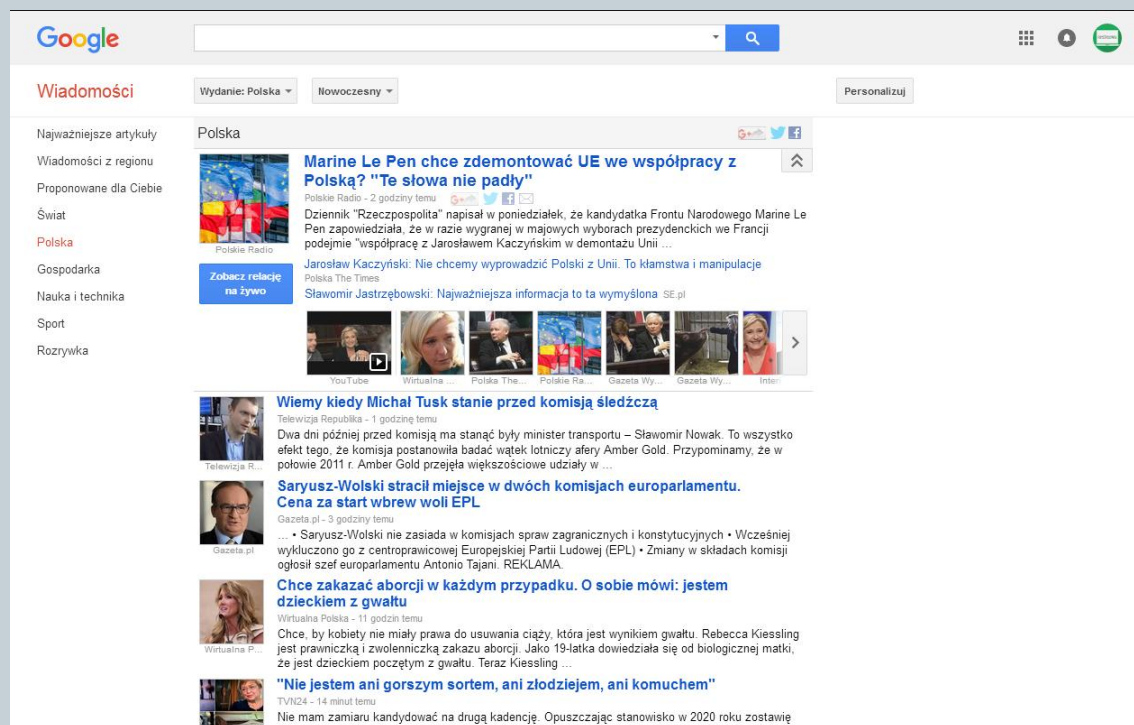 Google
Wiadomości
Wydanie: Polska
Nowoczesny
Personalizuj
Najważniejsze artykuły
Wiadomości z regionu
Proponowane dla Ciebie
Świat
Polska
Gospodarka
Nauka i technika
Sport
Rozrywka
Polska
Marine Le Pen chce zdemontować UE we współpracy z
Polską? "Te słowa nie padły"
Polskie Radio - 2 godziny temu
Dziennik "Rzeczpospolita" napisał w poniedziałek, że kandydatka Frontu Narodowego Marine Le
Pen zapowiedziała, że w razie wygranej w majowych wyborach prezydenckich we Francji
podejmie "współpracę z Jarosławem Kaczyńskim w demontażu Unii ...
Polskie Radio
Zobacz relację
na żywo
Jarosław Kaczyński: Nie chcemy wyprowadzić Polski z Unii. To kłamstwa i manipulacje
Polska The Times
Sławomir Jastrzębowski: Najważniejsza informacja to ta wymyślona SE.pl
YouTube
Wirtualna ...
Polska The...
Polskie Ra...
Gazeta Wy...
Gazeta Wy...
Wiemy kiedy Michał Tusk stanie przed komisją śledźczą
Telewizja Republika - 1 godzinę temu
Dwa dni później przed komisją ma stanąć były minister transportu – Sławomir Nowak. To wszystko
efekt tego, że komisja postanowiła badać wątek lotniczy afery Amber Gold. Przypominamy, że w
połowie 2011 r. Amber Gold przejęła większościowe udziały w ...
Telewizja R...
Saryusz-Wolski stracił miejsce w dwóch komisjach europarlamentu.
Cena za start wbrew woli EPL
Gazeta.pl - 3 godziny temu
... • Saryusz-Wolski nie zasiada w komisjach spraw zagranicznych i konstytucyjnych • Wcześniej
wykluczono go z centroprawicowej Europejskiej Partii Ludowej (EPL) • Zmiany w składach komisji
ogłosił szef europarlamentu Antonio Tajani. REKLAMA.
Gazeta.pl
Chce zakazać aborcji w każdym przypadku. O sobie mówi: jestem
dzieckiem z gwałtu
Wirtualna Polska - 11 godzin temu
Chce, by kobiety nie miały prawa do usuwania ciąży, która jest wynikiem gwałtu. Rebecca Kiessling
jest prawniczką i zwolenniczką zakazu aborcji. Jako 19-latka dowiedziała się od biologicznej matki,
że jest dzieckiem poczętym z gwałtu. Teraz Kiessling ...
Wirtualna P...
"Nie jestem ani gorszym sortem, ani złodziejem, ani komuchem"
TVN24 - 14 minut temu
Nie mam zamiaru kandydować na drugą kadencję. Opuszczając stanowisko w 2020 roku zostawię